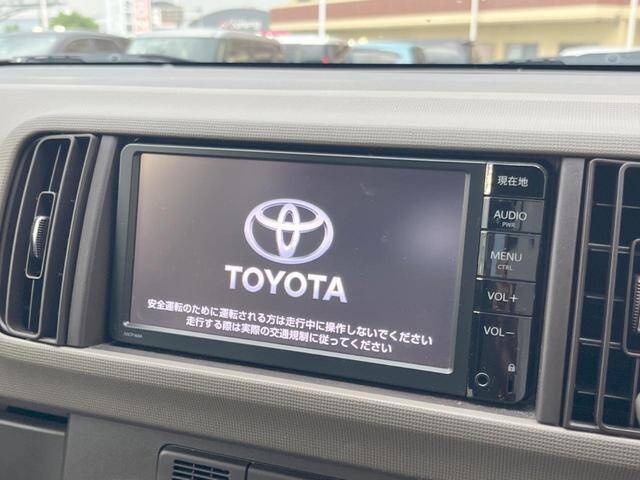 TOYOTA
安全運転のために運転される方は走行中に操作しないでください
走行する際は実際の交通規制に従ってください
現在地
AUDIO
PWR
MENU
CTRL
VOL+
VOL−